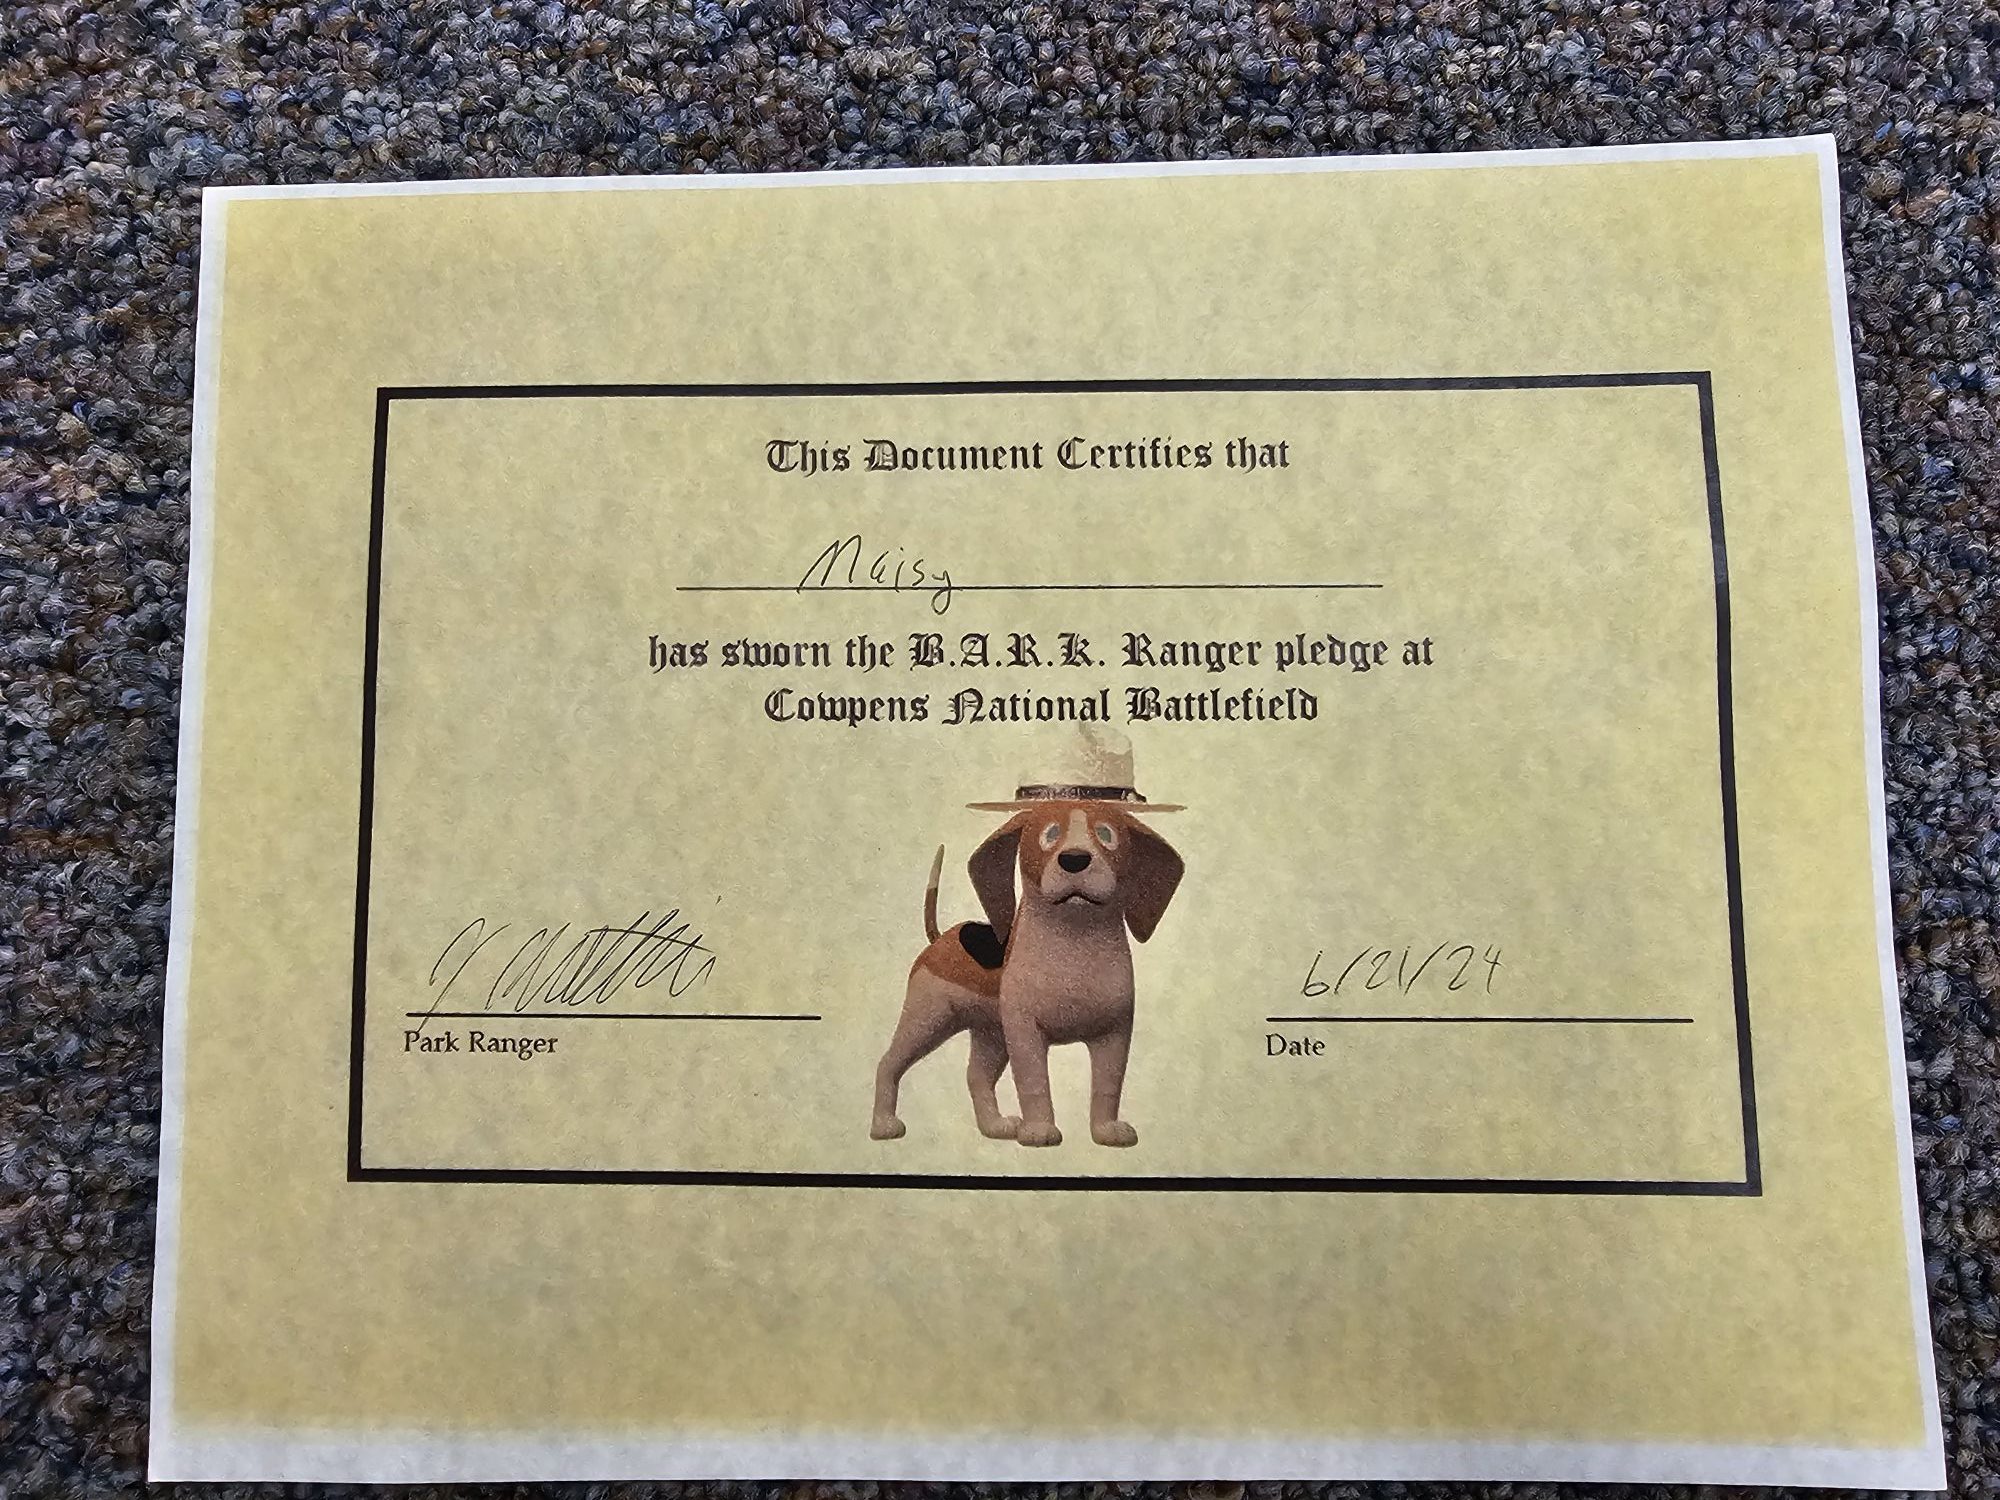 This Document Certifies that
Maisy
has sworn the B.A.R.K. Ranger pledge at
Cowpens National Battlefield
6/21/24
Park Ranger
Date